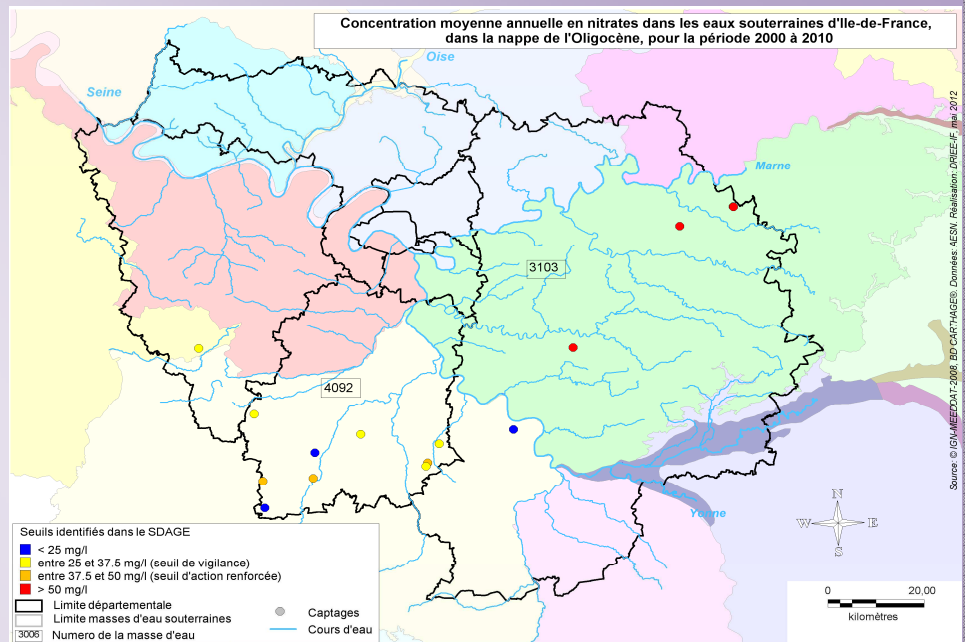 Concentration moyenne annuelle en nitrates dans les eaux souterraines d'Ile-de-France,
dans la nappe de l'Oligocène, pour la période 2000 à 2010
Oise
Seine
Marne
3103
4092
Yonne
Source: © IGN-MEEDDAT-2008, BD CARTHAGE®. Données: AESN. Réalisation: DRIEE-IF, mai 2012
N
W
E
S
Seuils identifiés dans le SDAGE
< 25 mg/l
entre 25 et 37.5 mg/l (seuil de vigilance)
entre 37.5 et 50 mg/l (seuil d'action renforcée)
> 50 mg/l
Limite départementale
Limite masses d'eau souterraines
3006 Numero de la masse d'eau
Captages
Cours d'eau
0 20,00
kilomètres